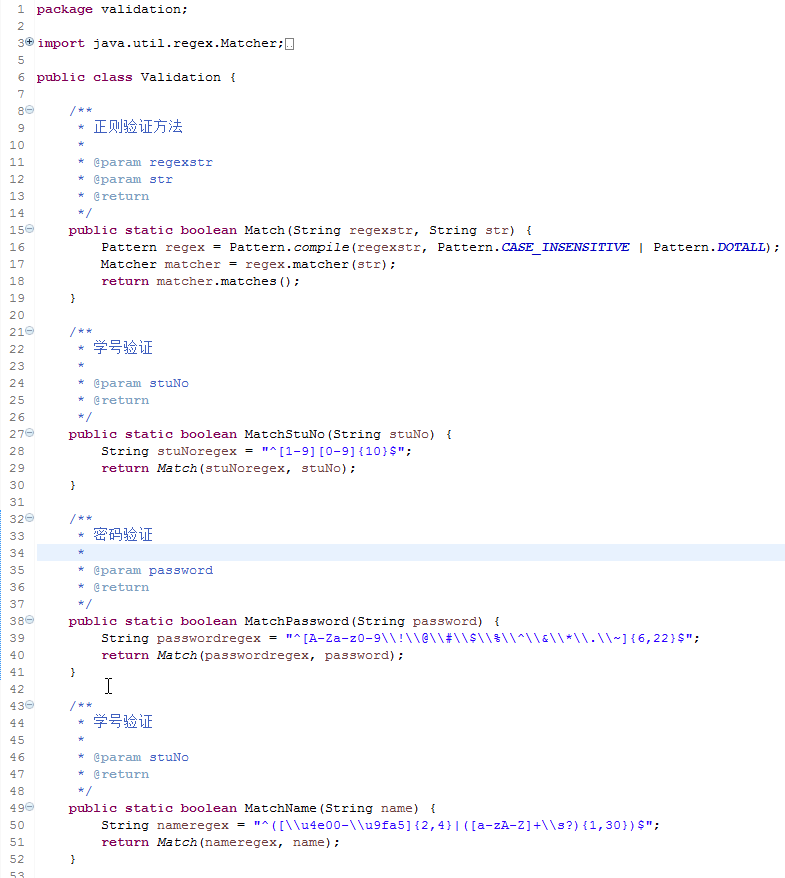 1 package validation;
2
3 import java.util.regex.Matcher;
5
6 public class Validation {
7
8 /**
9 * 正则验证方法
10 *
11 * @param regexstr
12 * @param str
13 * @return
14 */
15 public static boolean Match(String regexstr, String str) {
16 Pattern regex = Pattern.compile(regexstr, Pattern.CASE_INSENSITIVE | Pattern.DOTALL);
17 Matcher matcher = regex.matcher(str);
18 return matcher.matches();
19 }
20
21 /**
22 * 学号验证
23 *
24 * @param stuNo
25 * @return
26 */
27 public static boolean MatchStuNo(String stuNo) {
28 String stuNoregex = "^[1-9][0-9]{10}$";
29 return Match(stuNoregex, stuNo);
30 }
31
32 /**
33 * 密码验证
34 *
35 * @param password
36 * @return
37 */
38 public static boolean MatchPassword(String password) {
39 String passwordregex = "^[A-Za-z0-9\\!\\@\\#\\$\\%\\^\\&\\*\\.\\~]{6,22}$";
40 return Match(passwordregex, password);
41 }
42
43 /**
44 * 学号验证
45 *
46 * @param stuNo
47 * @return
48 */
49 public static boolean MatchName(String name) {
50 String nameregex = "^([\\u4e00-\\u9fa5]{2,4}|([a-zA-Z]+\\s?){1,30})$";
51 return Match(nameregex, name);
52 }
53